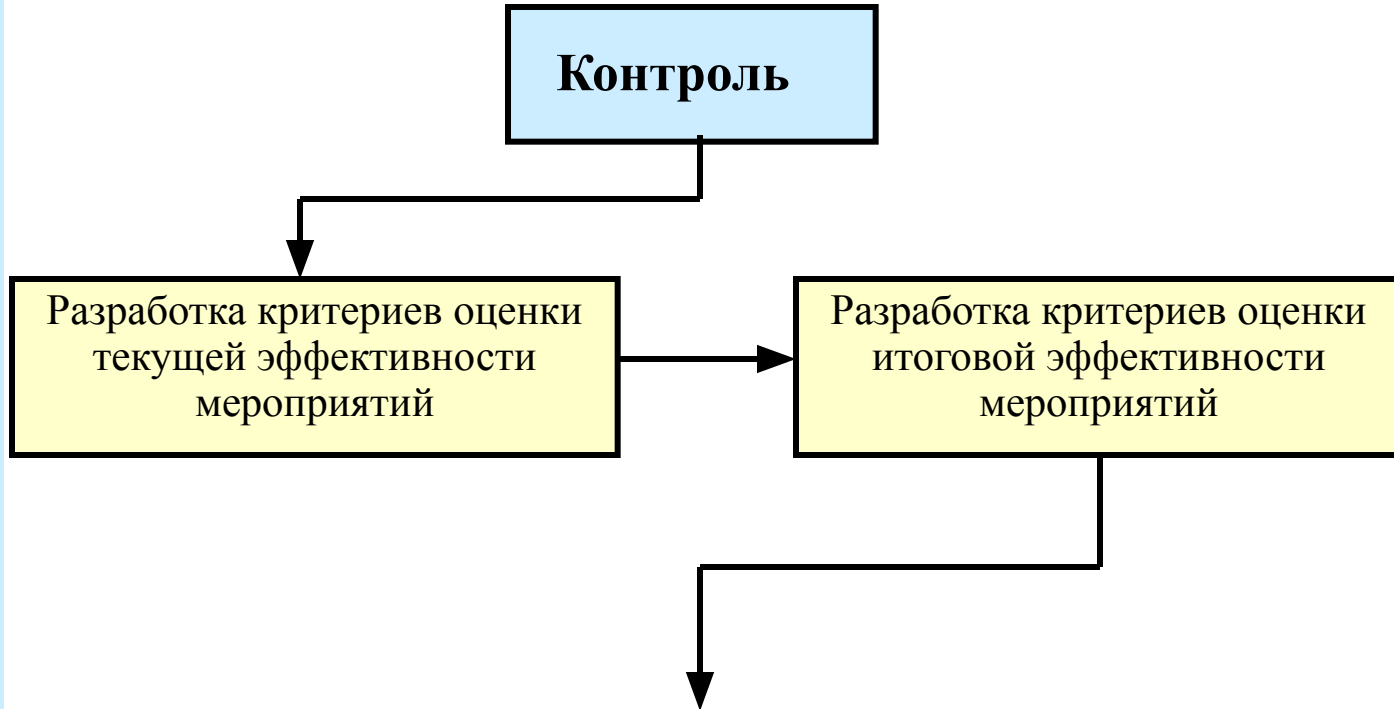 Контроль
Разработка критериев оценки
текущей эффективности
мероприятий
Разработка критериев оценки
итоговой эффективности
мероприятий